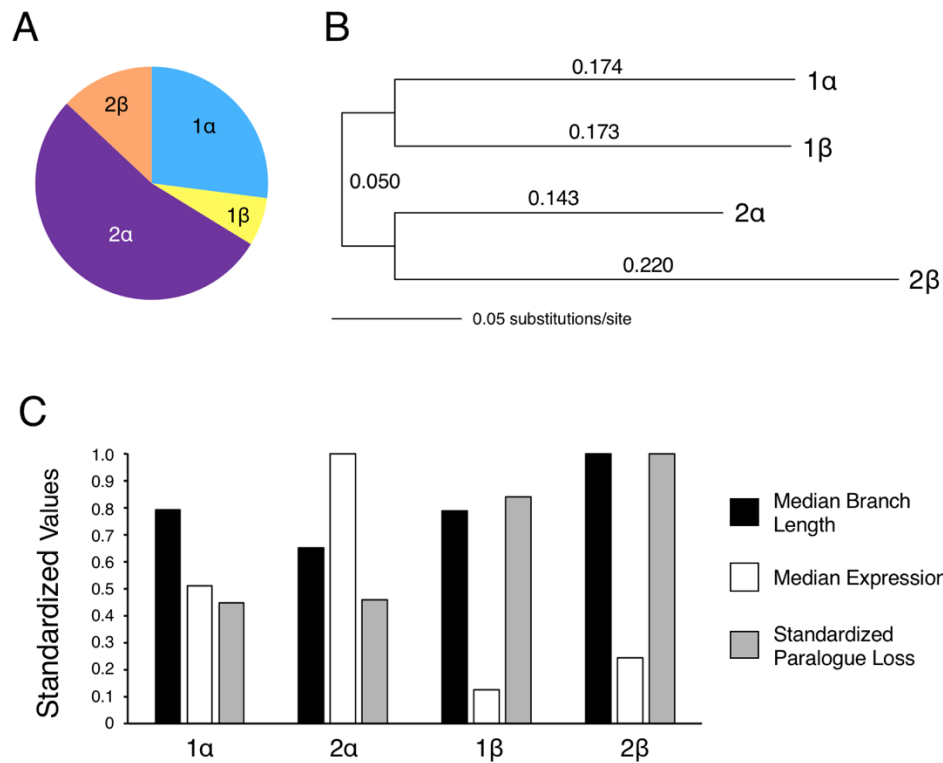 A
2β
1α
1β
2α
B
0.174
1α
0.173
1β
0.050
0.143
2α
0.220
2β
0.05 substitutions/site
C
Standardized Values
1.0
0.9
0.8
0.7
0.6
0.5
0.4
0.3
0.2
0.1
0
1α
2α
1β
2β
Median Branch
Length
Median Expression
Standardized
Paralogue Loss